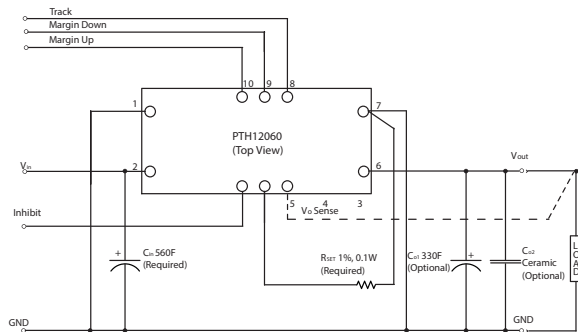 Track
Margin Down
Margin Up
10 9 8
1
7
PTH12060
(Top View)
Vin
2
6
Vout
5 4 3
Vo Sense
Inhibit
+
Cin 560F
(Required)
RSET 1%, 0.1W
(Required)
Co1 330F
(Optional)
+
Co2
Ceramic
(Optional)
LOAD
GND
GND